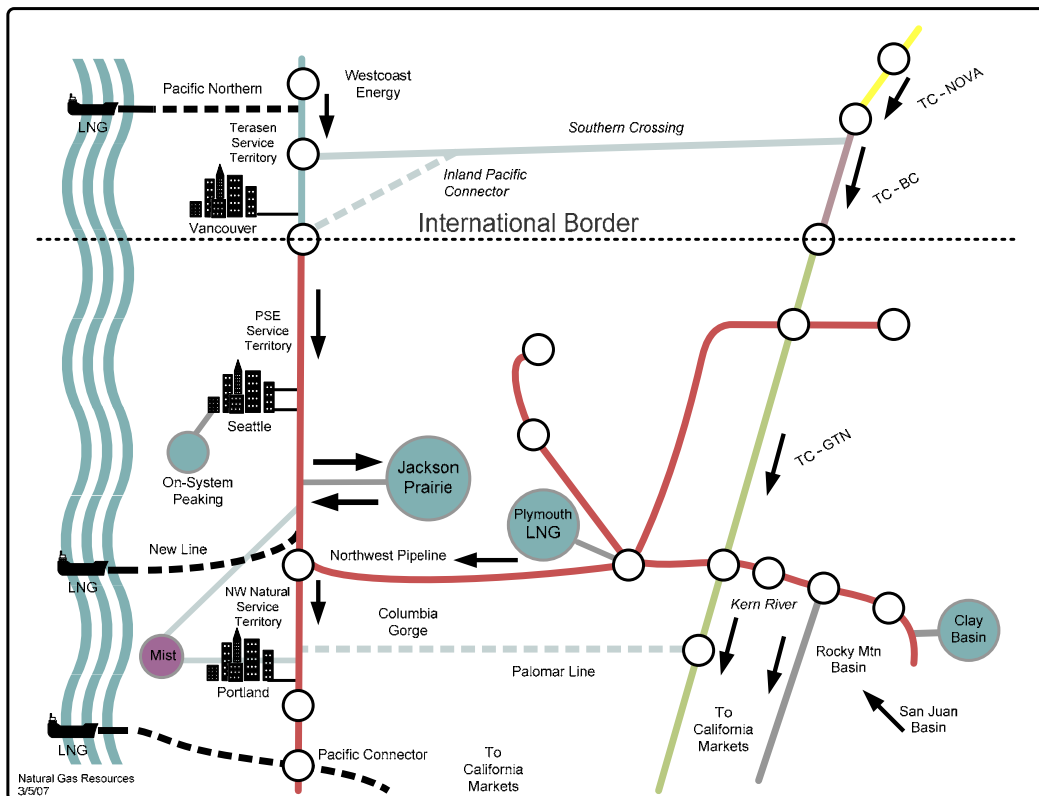 Pacific Northern
Westcoast
Energy
LNG
TC-NOVA
Terasen
Service
Territory
Southern Crossing
Inland Pacific
Connector
TC-BC
Vancouver
International Border
PSE
Service
Territory
Seattle
On-System
Peaking
Jackson
Prairie
TC-GTN
Plymouth
LNG
New Line
Northwest Pipeline
LNG
NW Natural
Service
Territory
Columbia
Gorge
Kern River
Clay
Basin
Mist
Palomar Line
Rocky Mtn
Basin
Portland
To
California
Markets
San Juan
Basin
LNG
Pacific Connector
To
California
Markets
Natural Gas Resources
3/5/07